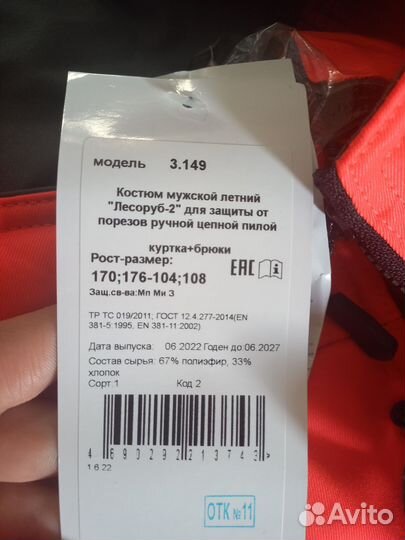 модель 3.149
Костюм мужской летний
"Лесоруб-2" для защиты от
порезов ручной цепной пилой
куртка+брюки
Рост-размер:
170;176-104;108
EAC
Защ.св-ва:Мп Ми З
ТР ТС 019/2011; ГОСТ 12.4.277-2014(EN
381-5:1995, EN 381-11:2002)
Дата выпуска: 06.2022 Годен до:06.2027
Состав сырья: 67% полиэфир, 33%
хлопок
Сорт:1 Код 2
4 690292 213743 >
1 6 22
ОТК №11
Avito